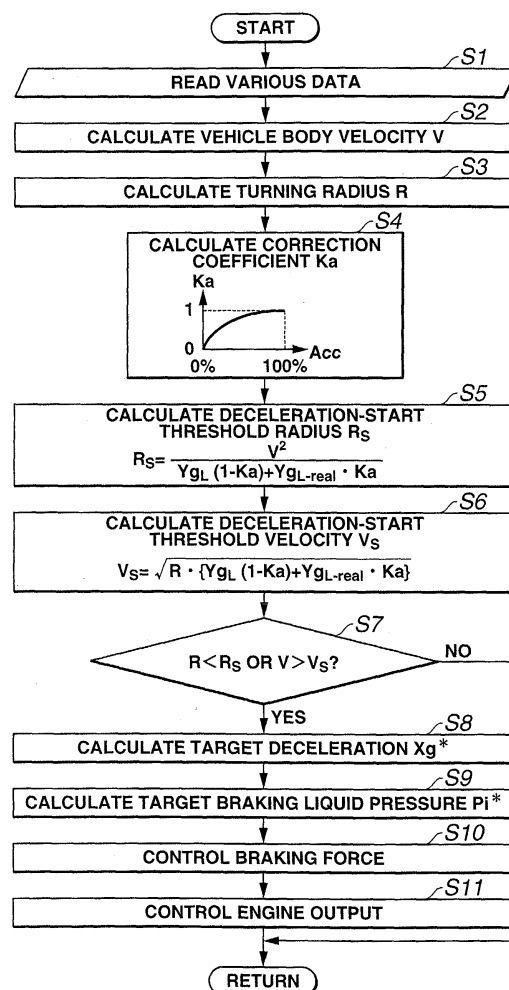 START
S1
READ VARIOUS DATA
S2
CALCULATE VEHICLE BODY VELOCITY V
S3
CALCULATE TURNING RADIUS R
S4
CALCULATE CORRECTION
COEFFICIENT Ka
Ka
1
0
0% 100%
Acc
S5
CALCULATE DECELERATION-START
THRESHOLD RADIUS RS
RS= V² / YgL (1-Ka)+YgL-real · Ka
S6
CALCULATE DECELERATION-START
THRESHOLD VELOCITY VS
VS= √R · {YgL (1-Ka)+YgL-real · Ka}
S7
R<RS OR V>VS?
NO
YES
S8
CALCULATE TARGET DECELERATION Xg*
S9
CALCULATE TARGET BRAKING LIQUID PRESSURE Pi*
S10
CONTROL BRAKING FORCE
S11
CONTROL ENGINE OUTPUT
RETURN